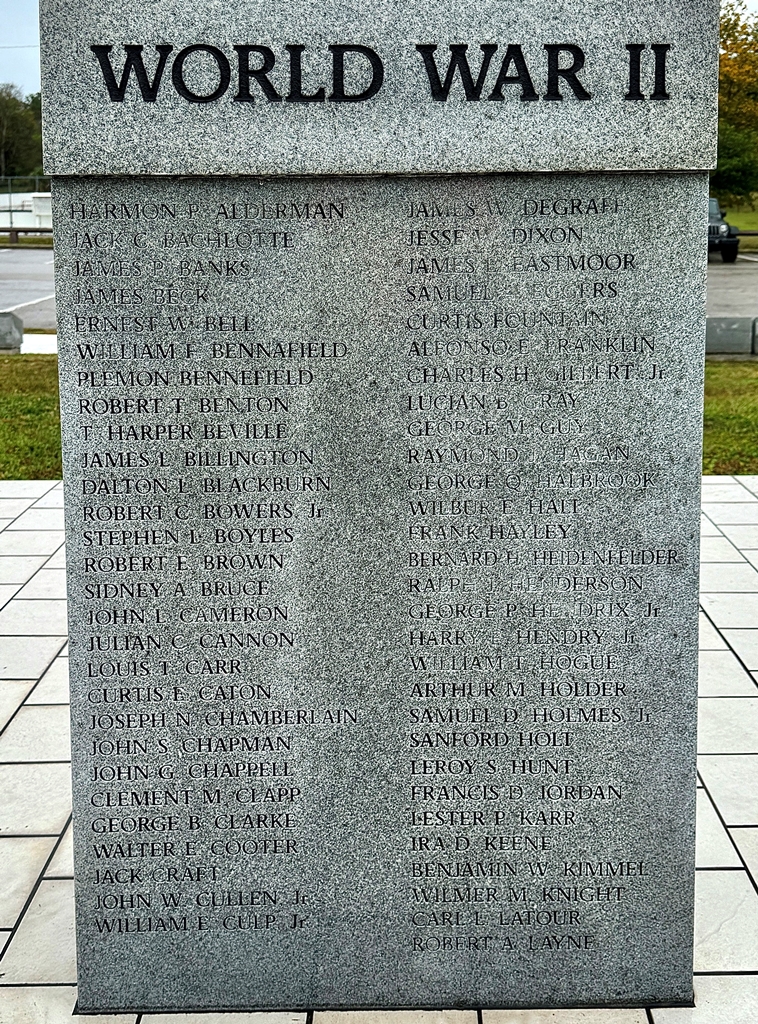 WORLD WAR II
HARMON P. ALDERMAN
JACK C. BACHLOTTE
JAMES P. BANKS
JAMES BECK
ERNEST W. BELL
WILLIAM F. BENNAFIELD
PLEMON BENNEFIELD
ROBERT T. BENTON
T. HARPER BEVILLE
JAMES L. BILLINGTON
DALTON L. BLACKBURN
ROBERT C. BOWERS Jr
STEPHEN L. BOYLES
ROBERT E. BROWN
SIDNEY A. BRUCE
JOHN L. CAMERON
JULIAN C. CANNON
LOUIS T. CARR
CURTIS E. CATON
JOSEPH N. CHAMBERLAIN
JOHN S. CHAPMAN
JOHN G. CHAPPELL
CLEMENT M. CLAPP
GEORGE B. CLARKE
WALTER E. COOTER
JACK CRAFT
JOHN W. CULLEN Jr
WILLIAM E. CULP Jr
JAMES W. DEGRAFF
JESSE DIXON
JAMES EASTMOOR
SAMUEL EGGERS
CURTIS FOUNTAIN
ALFONSO E. FRANKLIN
CHARLES H. GILBERT Jr
LUCIAN B. GRAY
GEORGE M. GUY
RAYMOND J. HAGAN
GEORGE Q. HALBROOK
WILBUR E. HALL
FRANK HAYLEY
BERNARD H. HEIDENFELDER
RALPH HENDERSON
GEORGE P. HENDRIX Jr
HARRY E. HENDRY Jr
WILLIAM T. HOGUE
ARTHUR M. HOLDER
SAMUEL D. HOLMES Jr
SANFORD HOLT
LEROY S. HUNT
FRANCIS D. JORDAN
LESTER P. KARR
IRA D. KEENE
BENJAMIN W. KIMMEL
WILMER M. KNIGHT
CARL L. LATOUR
ROBERT A. LAYNE